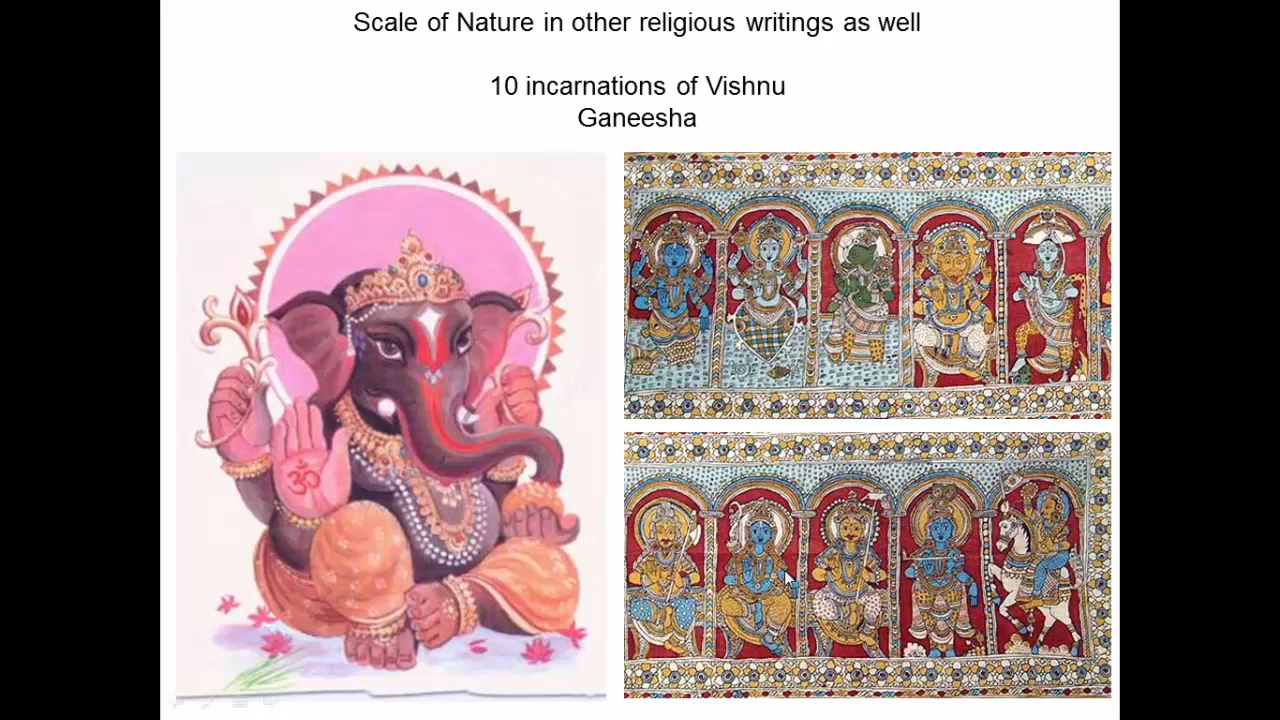 Scale of Nature in other religious writings as well
10 incarnations of Vishnu
Ganeesha
ॐ